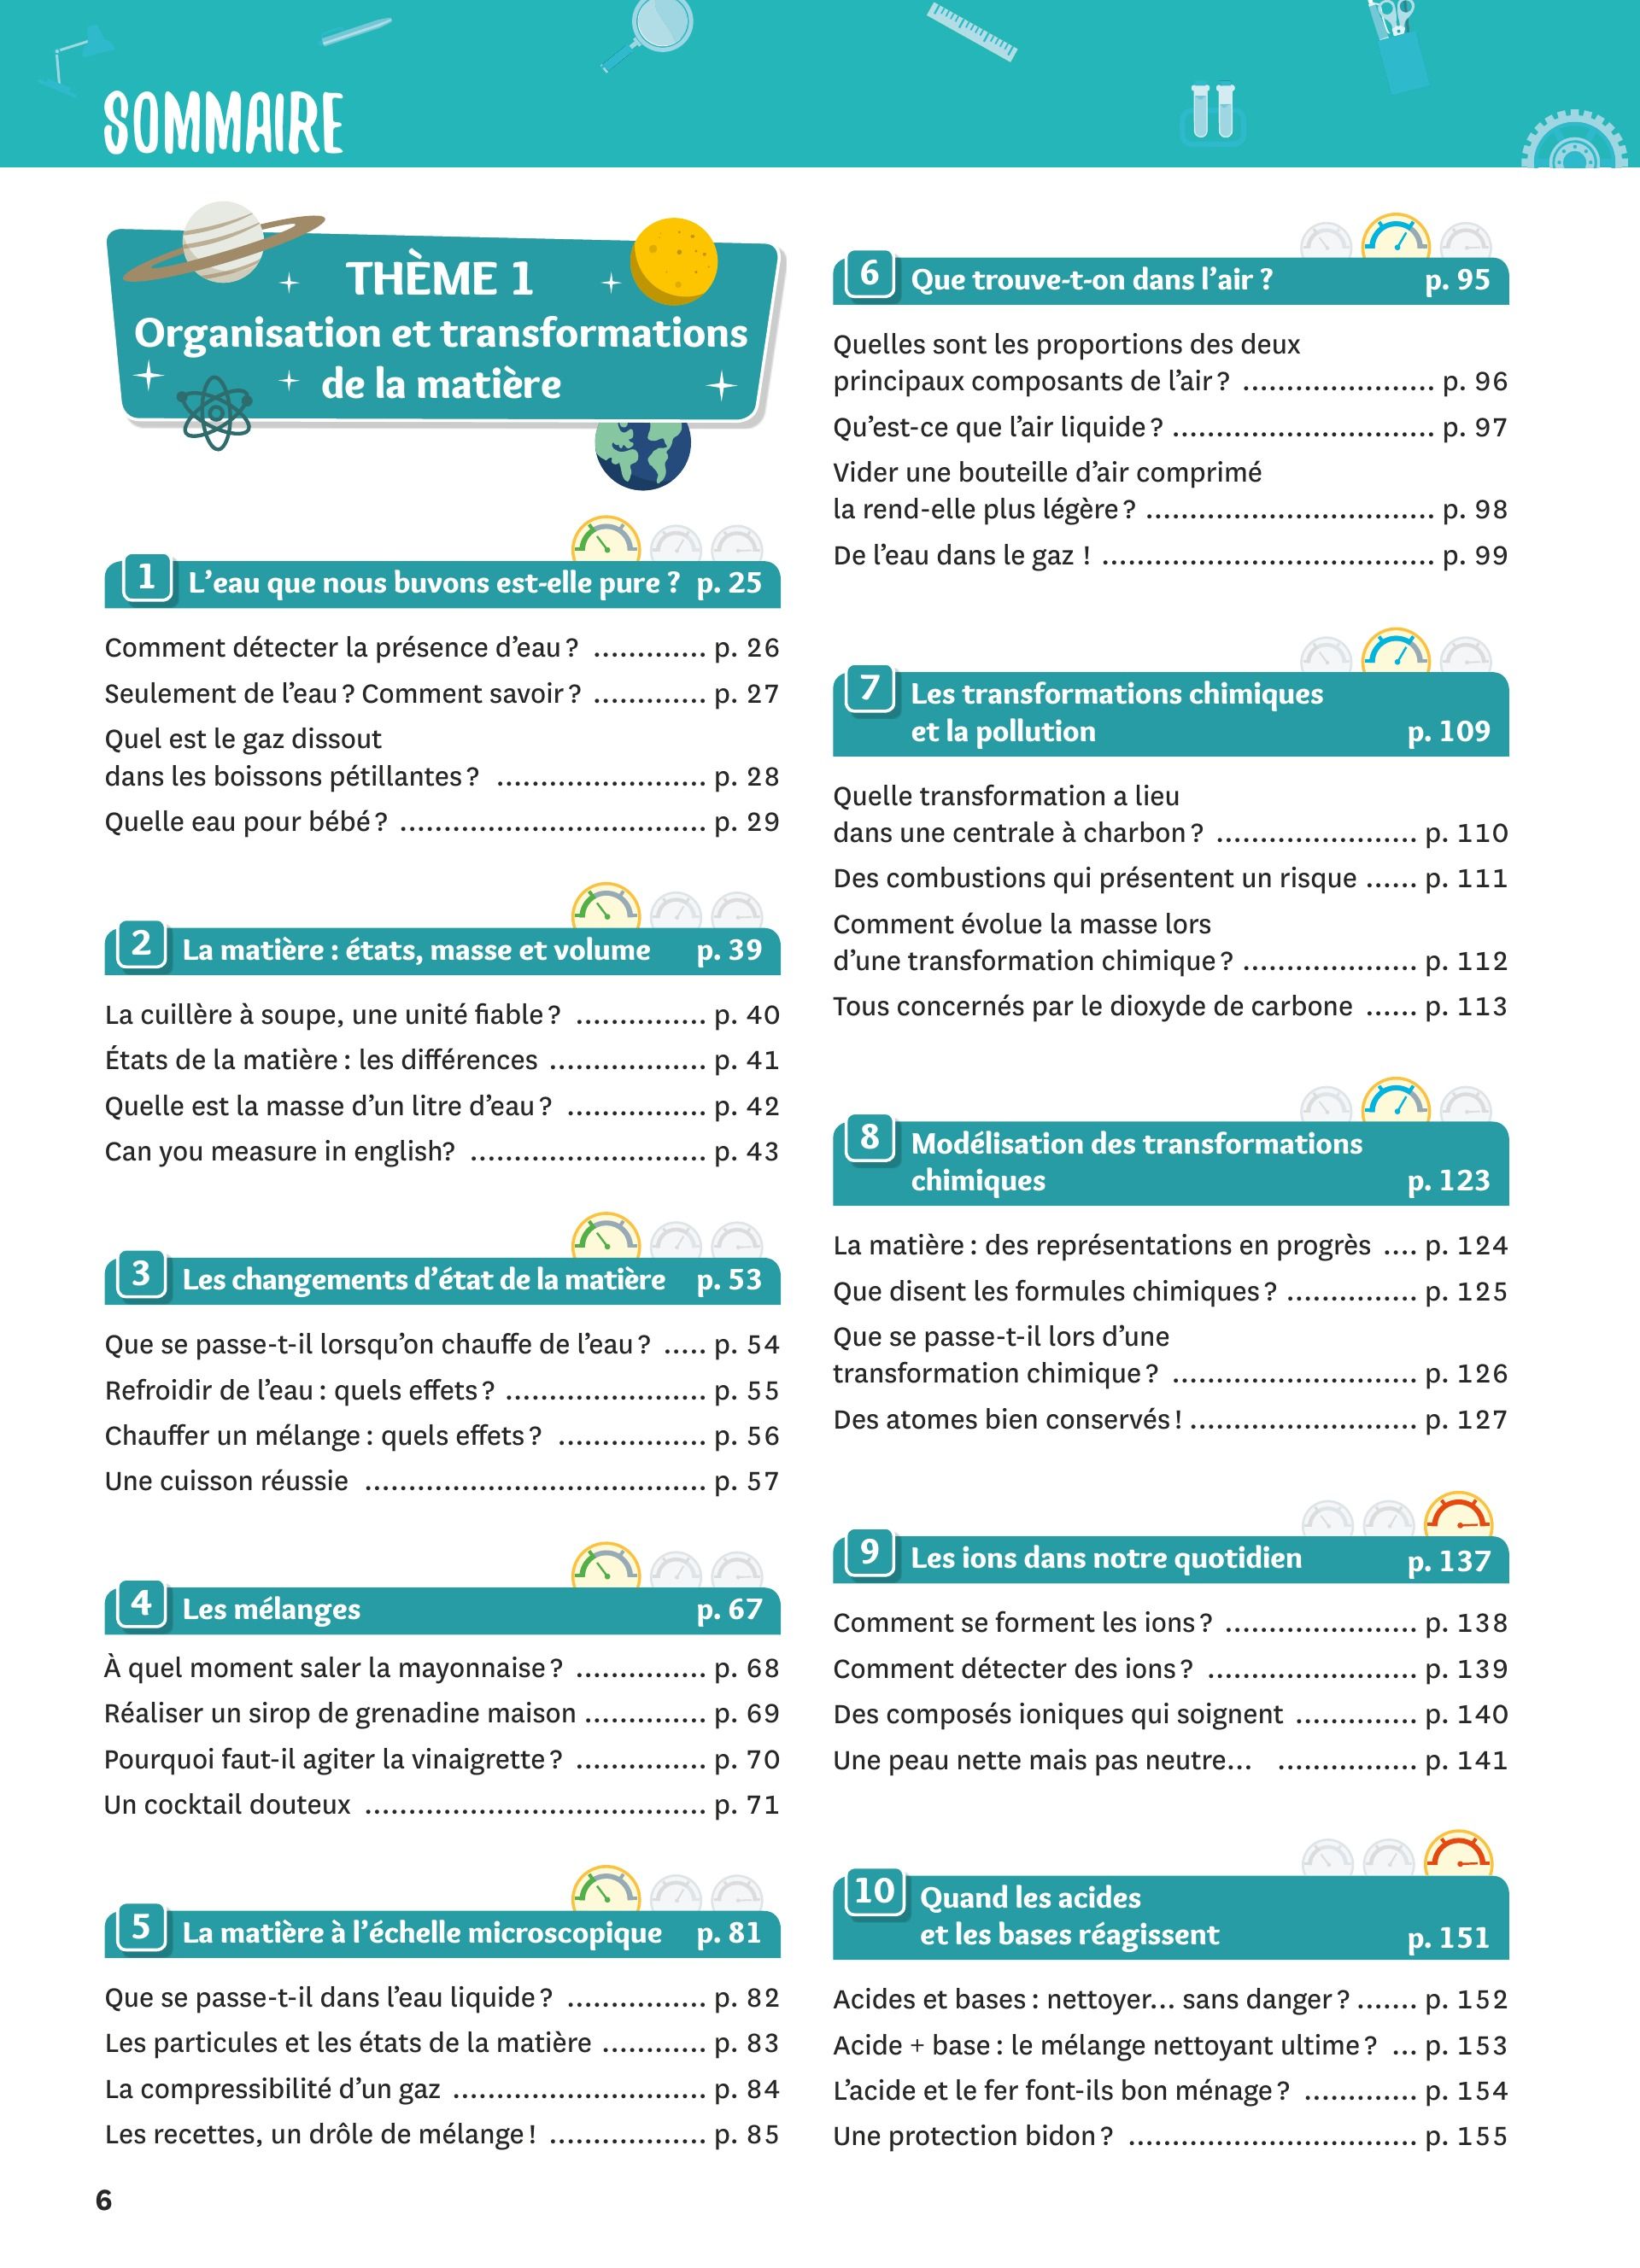 SOMMAIRE
THÈME 1
Organisation et transformations
de la matière
1 L’eau que nous buvons est-elle pure ? p. 25
Comment détecter la présence d’eau ? ............. p. 26
Seulement de l’eau ? Comment savoir ? ............. p. 27
Quel est le gaz dissout
dans les boissons pétillantes ? ........................ p. 28
Quelle eau pour bébé ? ................................... p. 29
2 La matière : états, masse et volume p. 39
La cuillère à soupe, une unité fiable ? ............... p. 40
États de la matière : les différences .................. p. 41
Quelle est la masse d’un litre d’eau ? ................ p. 42
Can you measure in english? ........................... p. 43
3 Les changements d’état de la matière p. 53
Que se passe-t-il lorsqu’on chauffe de l’eau ? ..... p. 54
Refroidir de l’eau : quels effets ? ....................... p. 55
Chauffer un mélange : quels effets ? ................. p. 56
Une cuisson réussie ....................................... p. 57
4 Les mélanges p. 67
À quel moment saler la mayonnaise ? ............... p. 68
Réaliser un sirop de grenadine maison .............. p. 69
Pourquoi faut-il agiter la vinaigrette ? ............... p. 70
Un cocktail douteux ....................................... p. 71
5 La matière à l’échelle microscopique p. 81
Que se passe-t-il dans l’eau liquide ? ................ p. 82
Les particules et les états de la matière ............ p. 83
La compressibilité d’un gaz ............................. p. 84
Les recettes, un drôle de mélange ! .................. p. 85
6 Que trouve-t-on dans l’air ? p. 95
Quelles sont les proportions des deux
principaux composants de l’air ? ...................... p. 96
Qu’est-ce que l’air liquide ? .............................. p. 97
Vider une bouteille d’air comprimé
la rend-elle plus légère ? ................................. p. 98
De l’eau dans le gaz ! ...................................... p. 99
7 Les transformations chimiques
et la pollution p. 109
Quelle transformation a lieu
dans une centrale à charbon ? ....................... p. 110
Des combustions qui présentent un risque ...... p. 111
Comment évolue la masse lors
d’une transformation chimique ? .................... p. 112
Tous concernés par le dioxyde de carbone ...... p. 113
8 Modélisation des transformations
chimiques p. 123
La matière : des représentations en progrès .... p. 124
Que disent les formules chimiques ? ............... p. 125
Que se passe-t-il lors d’une
transformation chimique ? ............................ p. 126
Des atomes bien conservés ! .......................... p. 127
9 Les ions dans notre quotidien p. 137
Comment se forment les ions ? ...................... p. 138
Comment détecter des ions ? ........................ p. 139
Des composés ioniques qui soignent .............. p. 140
Une peau nette mais pas neutre... ................ p. 141
10 Quand les acides
et les bases réagissent p. 151
Acides et bases : nettoyer... sans danger ? ....... p. 152
Acide + base : le mélange nettoyant ultime ? ... p. 153
L’acide et le fer font-ils bon ménage ? ............. p. 154
Une protection bidon ? ................................. p. 155
6